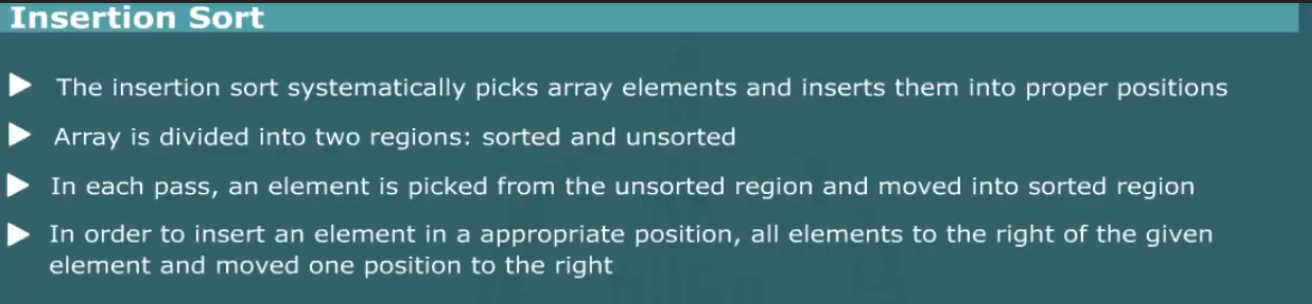 Insertion Sort
The insertion sort systematically picks array elements and inserts them into proper positions
Array is divided into two regions: sorted and unsorted
In each pass, an element is picked from the unsorted region and moved into sorted region
In order to insert an element in a appropriate position, all elements to the right of the given
element and moved one position to the right